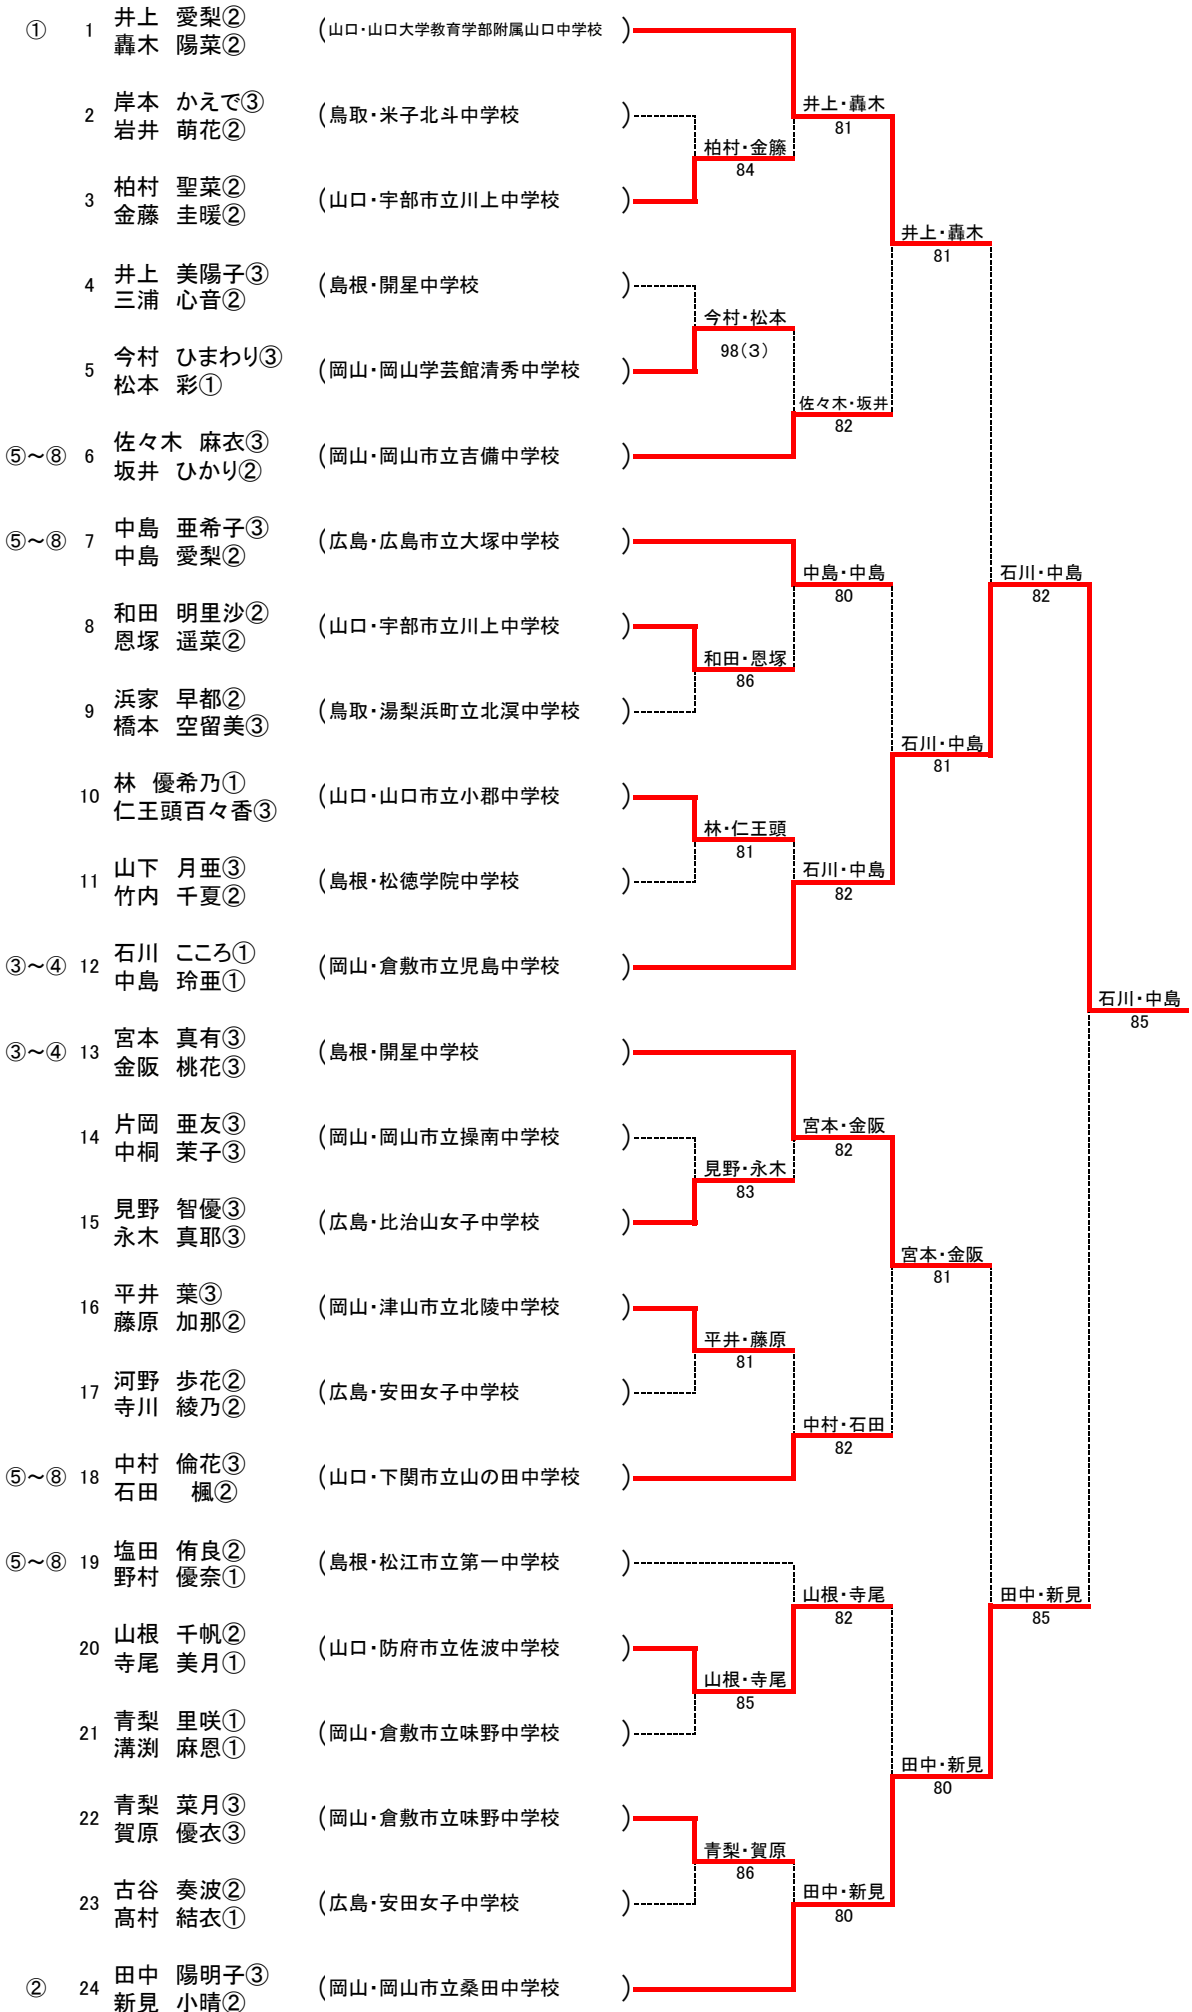 ① 1 井上 愛梨② (山口・山口大学教育学部附属山口中学校 )
轟木 陽菜②
2 岸本 かえで③ (鳥取・米子北斗中学校 )
岩井 萌花②
3 柏村 聖菜② (山口・宇部市立川上中学校 )
金藤 圭暖②
4 井上 美陽子③ (島根・開星中学校 )
三浦 心音②
5 今村 ひまわり③ (岡山・岡山学芸館清秀中学校 )
松本 彩①
⑤～⑧ 6 佐々木 麻衣③ (岡山・岡山市立吉備中学校 )
坂井 ひかり②
⑤～⑧ 7 中島 亜希子③ (広島・広島市立大塚中学校 )
中島 愛梨②
8 和田 明里沙② (山口・宇部市立川上中学校 )
恩塚 遥菜②
9 浜家 早都② (鳥取・湯梨浜町立北溟中学校 )
橋本 空留美③
10 林 優希乃① (山口・山口市立小郡中学校 )
仁王頭百々香③
11 山下 月亜③ (島根・松徳学院中学校 )
竹内 千夏②
③～④ 12 石川 こころ① (岡山・倉敷市立児島中学校 )
中島 玲亜①
③～④ 13 宮本 真有③ (島根・開星中学校 )
金阪 桃花③
14 片岡 亜友③ (岡山・岡山市立操南中学校 )
中桐 茉子③
15 見野 智優③ (広島・比治山女子中学校 )
永木 真耶③
16 平井 葉③ (岡山・津山市立北陵中学校 )
藤原 加那②
17 河野 歩花② (広島・安田女子中学校 )
寺川 綾乃②
⑤～⑧ 18 中村 倫花③ (山口・下関市立山の田中学校 )
石田 楓②
⑤～⑧ 19 塩田 侑良② (島根・松江市立第一中学校 )
野村 優奈①
20 山根 千帆② (山口・防府市立佐波中学校 )
寺尾 美月①
21 青梨 里咲① (岡山・倉敷市立味野中学校 )
溝渕 麻恩①
22 青梨 菜月③ (岡山・倉敷市立味野中学校 )
賀原 優衣③
23 古谷 奏波② (広島・安田女子中学校 )
髙村 結衣①
② 24 田中 陽明子③ (岡山・岡山市立桑田中学校 )
新見 小晴②
柏村・金籐
84
今村・松本
98(3)
和田・恩塚
86
林・仁王頭
81
見野・永木
83
平井・藤原
81
山根・寺尾
85
青梨・賀原
86
井上・轟木
81
佐々木・坂井
82
中島・中島
80
石川・中島
82
宮本・金阪
82
中村・石田
82
山根・寺尾
82
田中・新見
80
井上・轟木
81
石川・中島
81
宮本・金阪
81
田中・新見
80
石川・中島
82
田中・新見
85
石川・中島
85